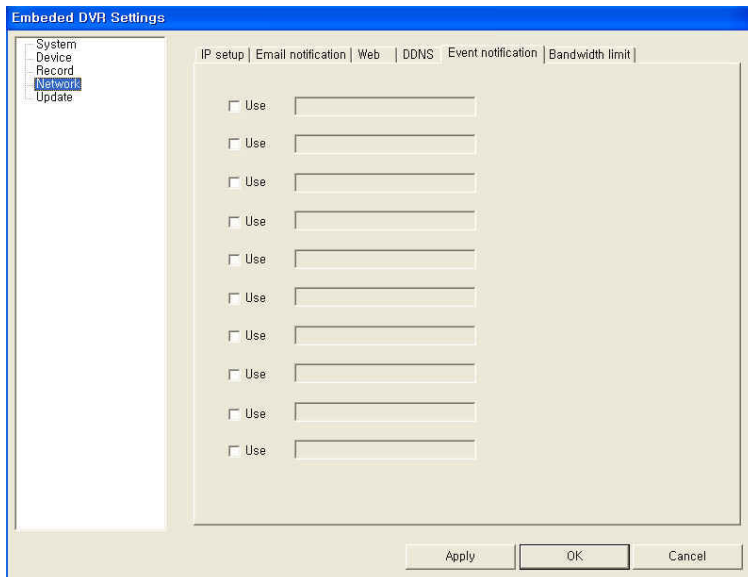 Embeded DVR Settings
System
Device
Record
Network
Update
IP setup Email notification Web DDNS Event notification Bandwidth limit
Use
Use
Use
Use
Use
Use
Use
Use
Use
Use
Apply OK Cancel